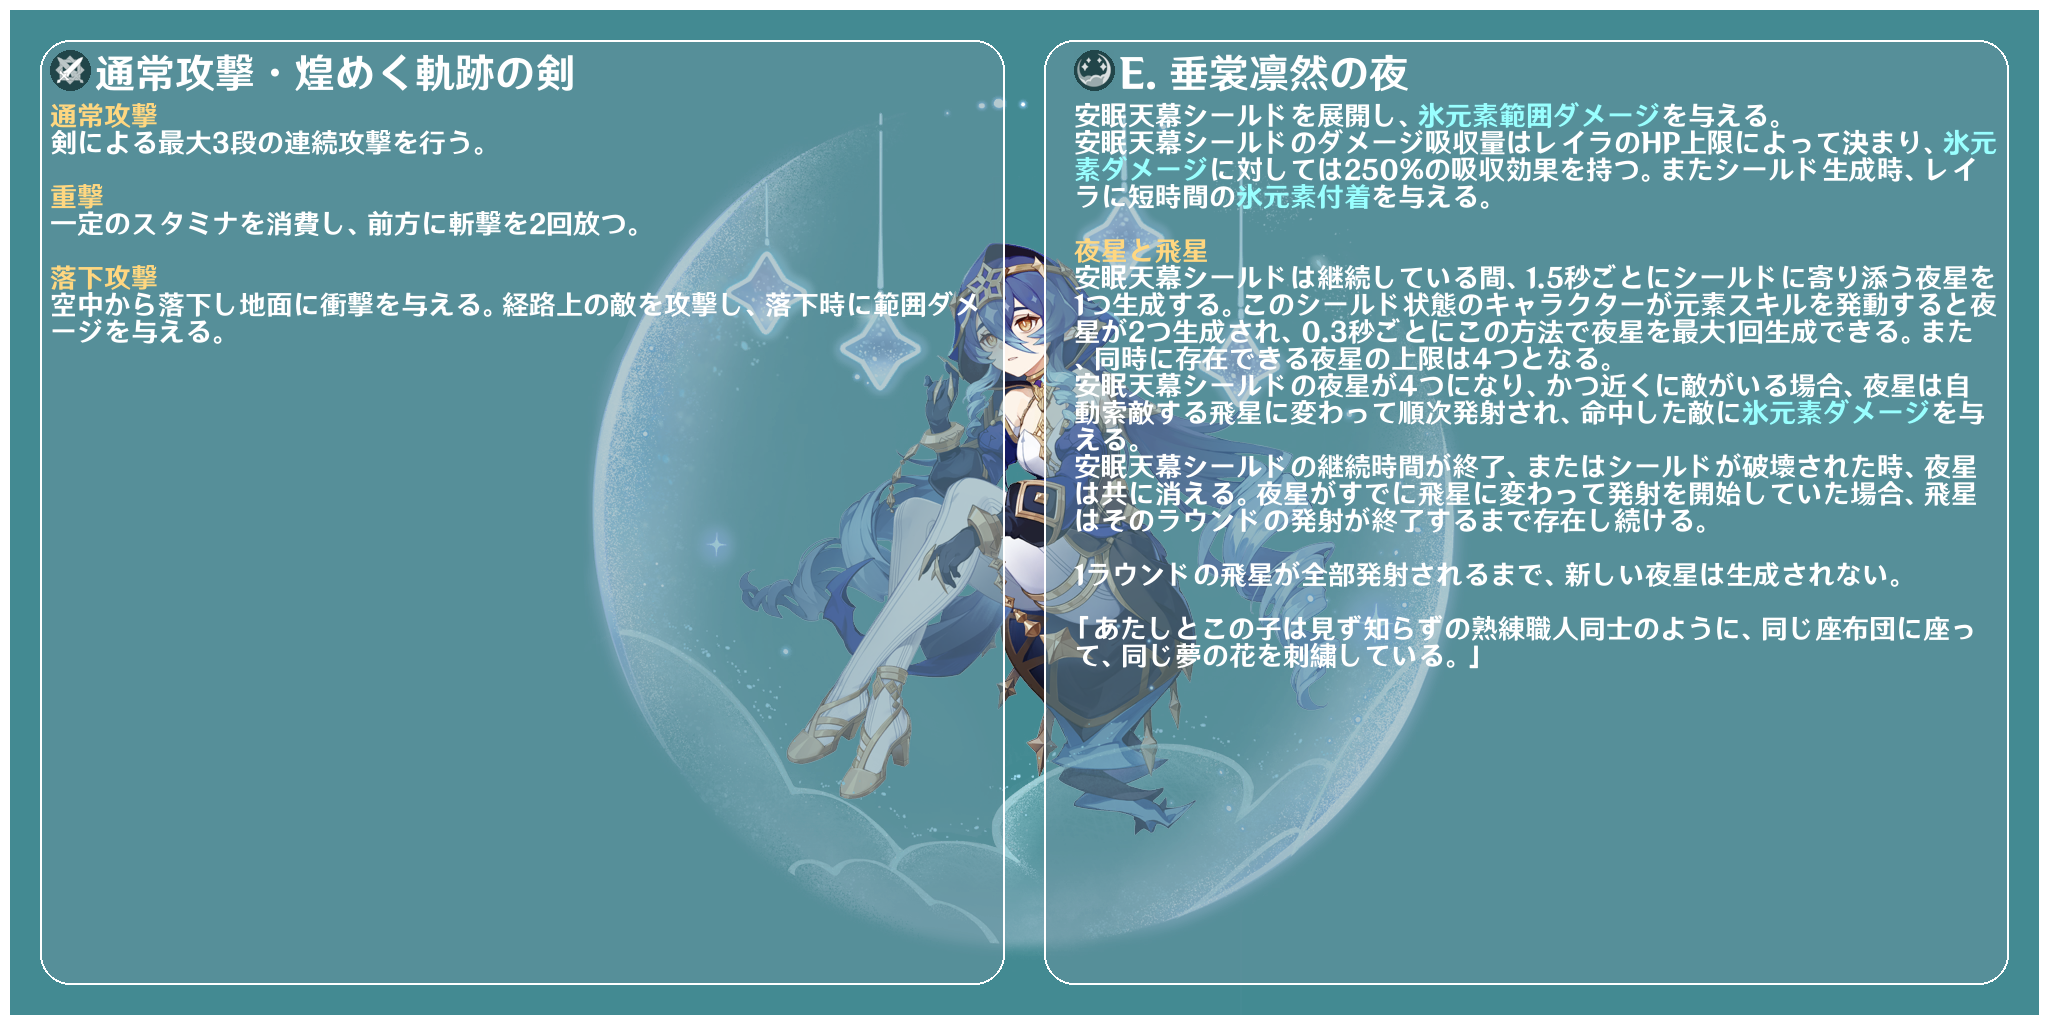 通常攻撃・煌めく軌跡の剣
通常攻撃
剣による最大3段の連続攻撃を行う。
重撃
一定のスタミナを消費し、前方に斬撃を2回放つ。
落下攻撃
空中から落下し地面に衝撃を与える。経路上の敵を攻撃し、落下時に範囲ダメ
ージを与える。
E. 垂裳凛然の夜
安眠天幕シールドを展開し、氷元素範囲ダメージを与える。
安眠天幕シールドのダメージ吸収量はレイラのHP上限によって決まり、氷元
素ダメージに対しては250%の吸収効果を持つ。またシールド生成時、レイ
ラに短時間の氷元素付着を与える。
夜星と飛星
安眠天幕シールドは継続している間、1.5秒ごとにシールドに寄り添う夜星を
1つ生成する。このシールド状態のキャラクターが元素スキルを発動すると夜
星が2つ生成され、0.3秒ごとにこの方法で夜星を最大1回生成できる。また
、同時に存在できる夜星の上限は4つとなる。
安眠天幕シールドの夜星が4つになり、かつ近くに敵がいる場合、夜星は自
動索敵する飛星に変わって順次発射され、命中した敵に氷元素ダメージを与
える。
安眠天幕シールドの継続時間が終了、またはシールドが破壊された時、夜星
は共に消える。夜星がすでに飛星に変わって発射を開始していた場合、飛星
はそのラウンドの発射が終了するまで存在し続ける。
1ラウンドの飛星が全部発射されるまで、新しい夜星は生成されない。
「あたしとこの子は見ず知らずの熟練職人同士のように、同じ座布団に座っ
て、同じ夢の花を刺繍している。」